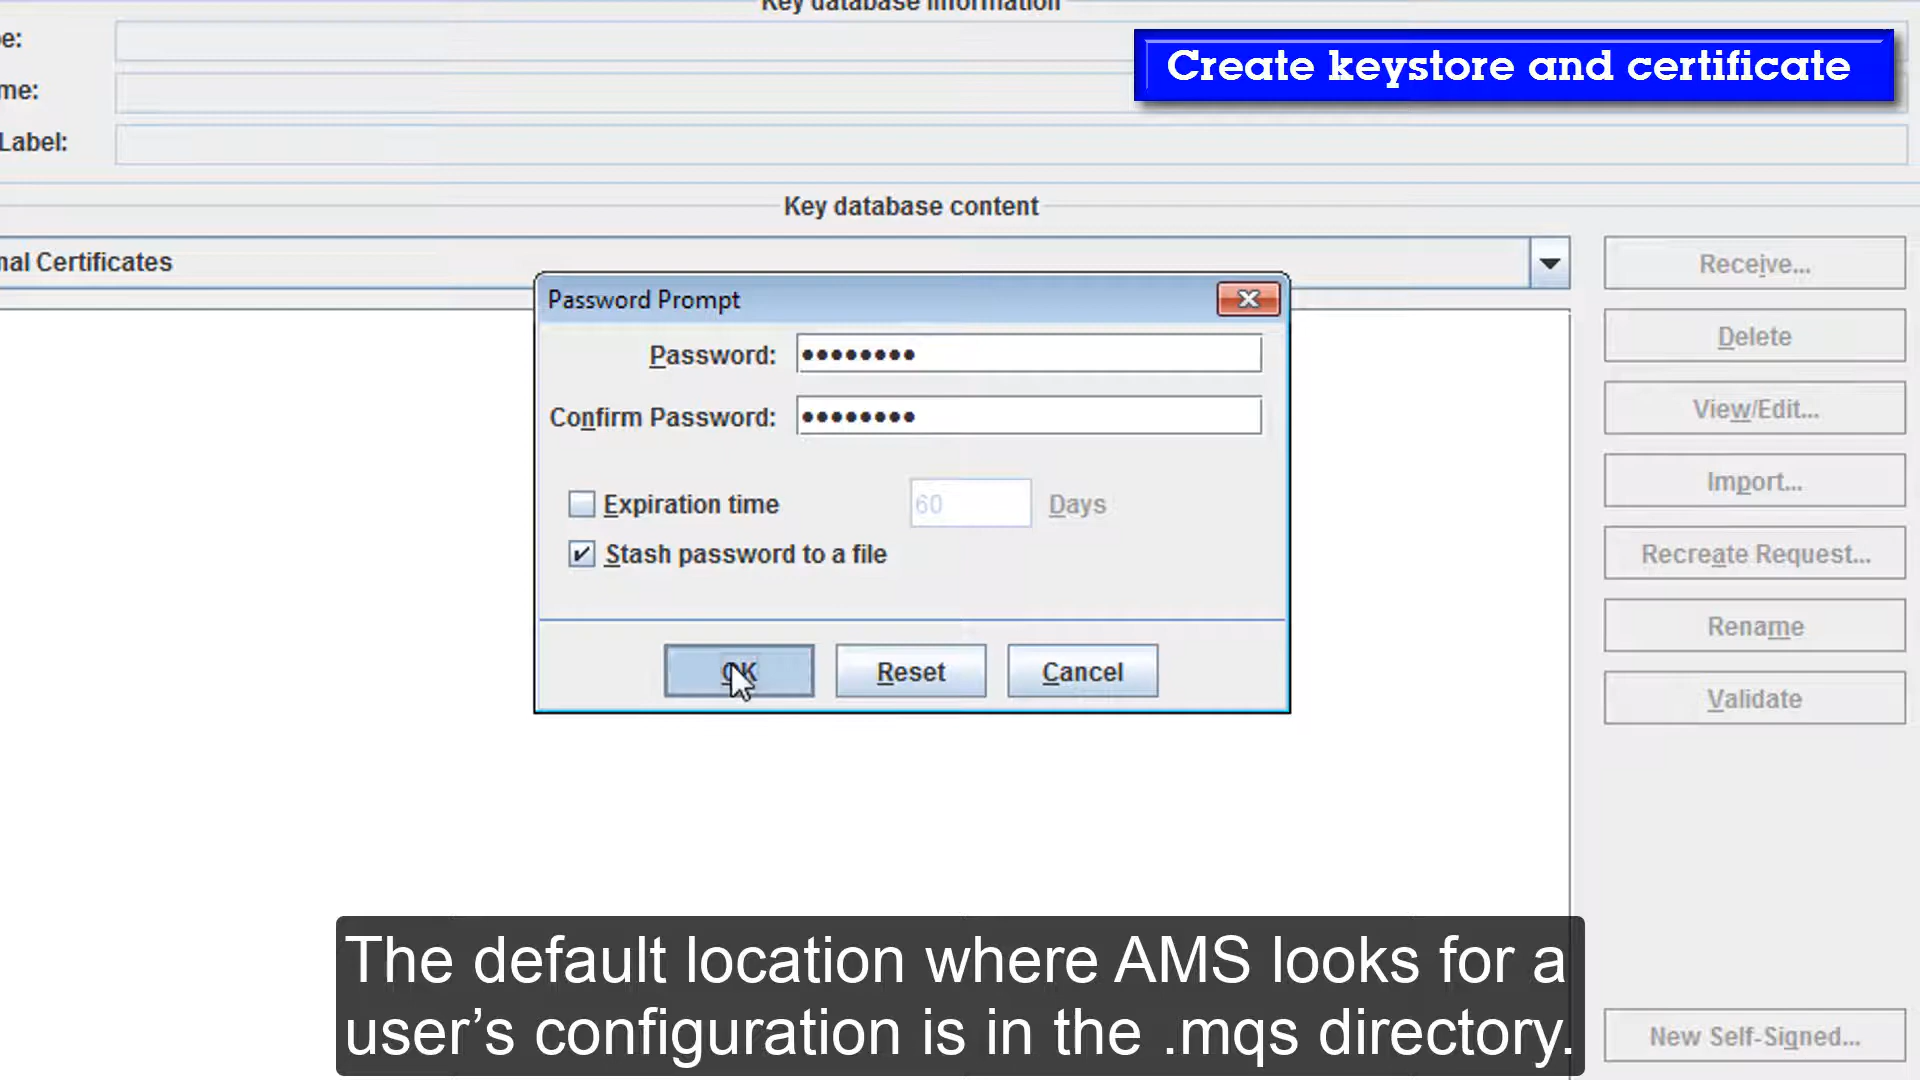 Key database information
e:
Create keystore and certificate
me:
Label:
Key database content
nal Certificates
Receive...
Password Prompt
Delete
Password:
Confirm Password:
View/Edit...
Import...
Expiration time
60
Days
Stash password to a file
Recreate Request...
Rename
OK
Reset
Cancel
Validate
The default location where AMS looks for a
user’s configuration is in the .mqs directory.
New Self-Signed...